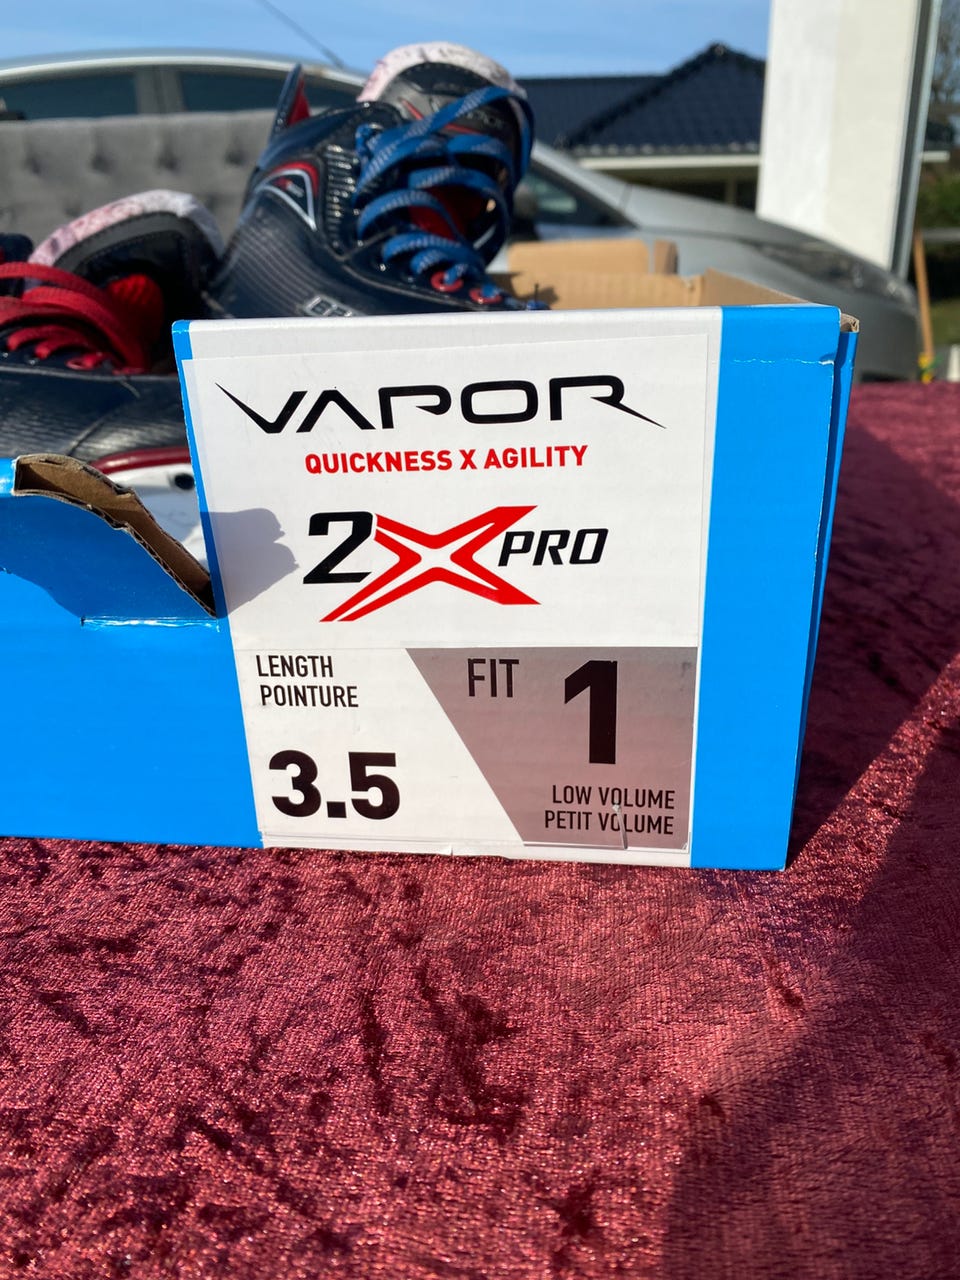 VAPOR
QUICKNESS X AGILITY
2X PRO
LENGTH
POINTURE
3.5
FIT 1
LOW VOLUME
PETIT VOLUME